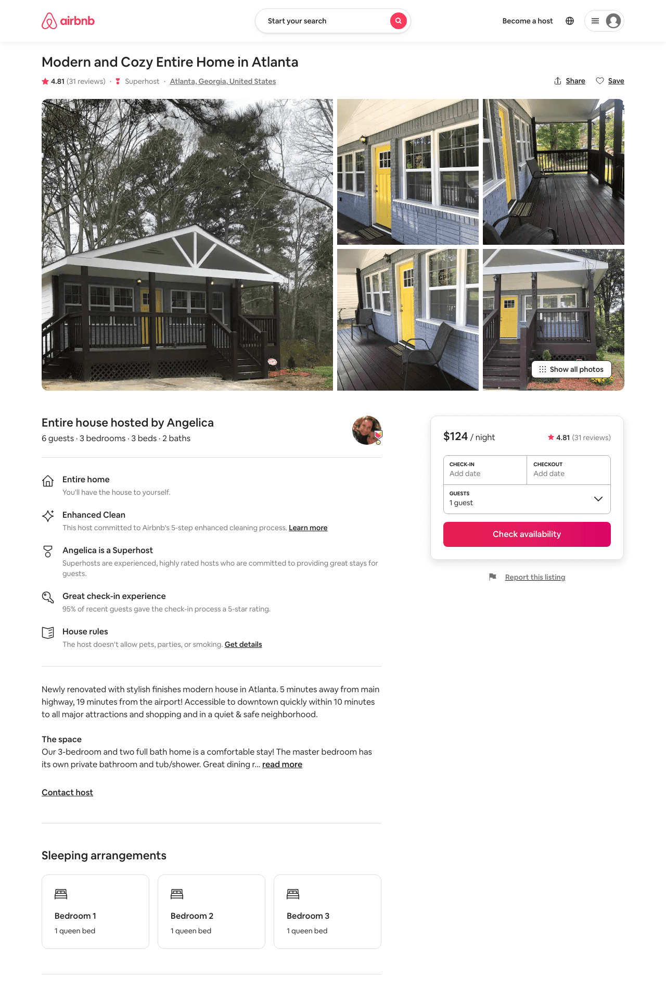 airbnb
Start your search
Become a host
Modern and Cozy Entire Home in Atlanta
4.81 (31 reviews) · Superhost · Atlanta, Georgia, United States
Share
Save
Show all photos
Entire house hosted by Angelica
6 guests · 3 bedrooms · 3 beds · 2 baths
Entire home
You’ll have the house to yourself.
Enhanced Clean
This host committed to Airbnb's 5-step enhanced cleaning process. Learn more
Angelica is a Superhost
Superhosts are experienced, highly rated hosts who are committed to providing great stays for
guests.
Great check-in experience
95% of recent guests gave the check-in process a 5-star rating.
House rules
The host doesn’t allow pets, parties, or smoking. Get details
$124 / night
4.81 (31 reviews)
CHECK-IN
Add date
CHECKOUT
Add date
GUESTS
1 guest
Check availability
Report this listing
Newly renovated with stylish finishes modern house in Atlanta. 5 minutes away from main
highway, 19 minutes from the airport! Accessible to downtown quickly within 10 minutes
to all major attractions and shopping and in a quiet & safe neighborhood.
The space
Our 3-bedroom and two full bath home is a comfortable stay! The master bedroom has
its own private bathroom and tub/shower. Great dining r... read more
Contact host
Sleeping arrangements
Bedroom 1
1 queen bed
Bedroom 2
1 queen bed
Bedroom 3
1 queen bed